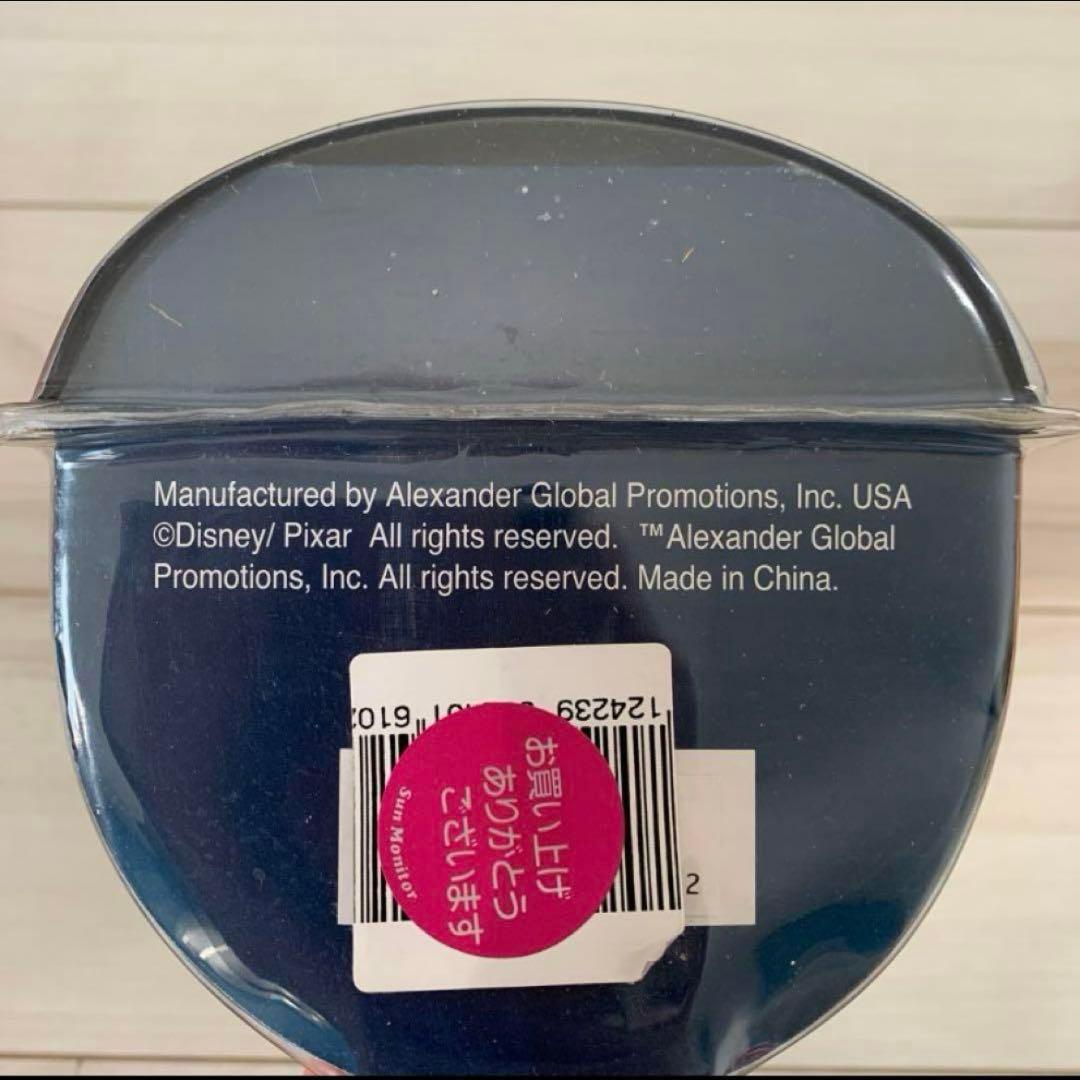 Manufactured by Alexander Global Promotions, Inc. USA
©Disney/ Pixar All rights reserved. ™Alexander Global
Promotions, Inc. All rights reserved. Made in China.
124239
6102
お買い上げ
ありがとう
ございます
Sun Monitor
2